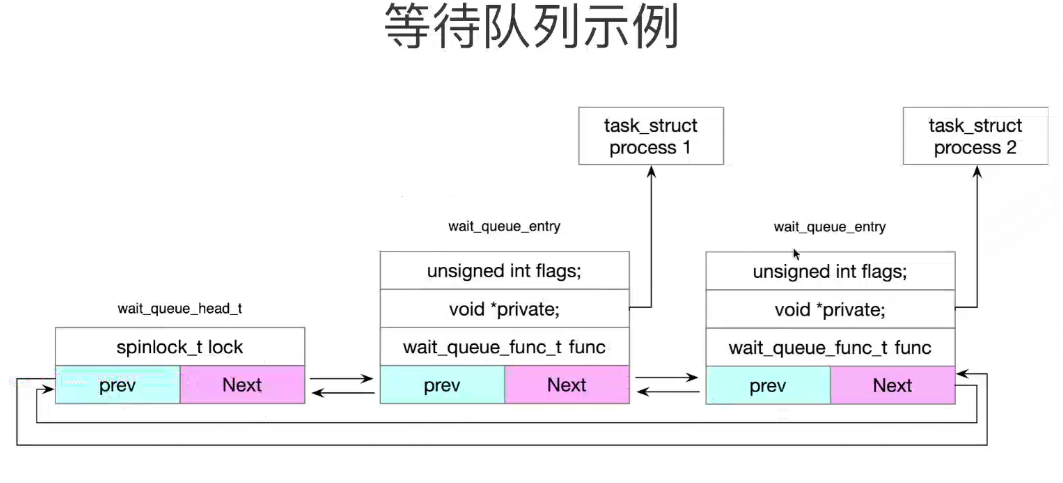 等待队列示例
task_struct
process 1
task_struct
process 2
wait_queue_entry
unsigned int flags;
void *private;
wait_queue_func_t func
prev
Next
wait_queue_entry
unsigned int flags;
void *private;
wait_queue_func_t func
prev
Next
wait_queue_head_t
spinlock_t lock
prev
Next